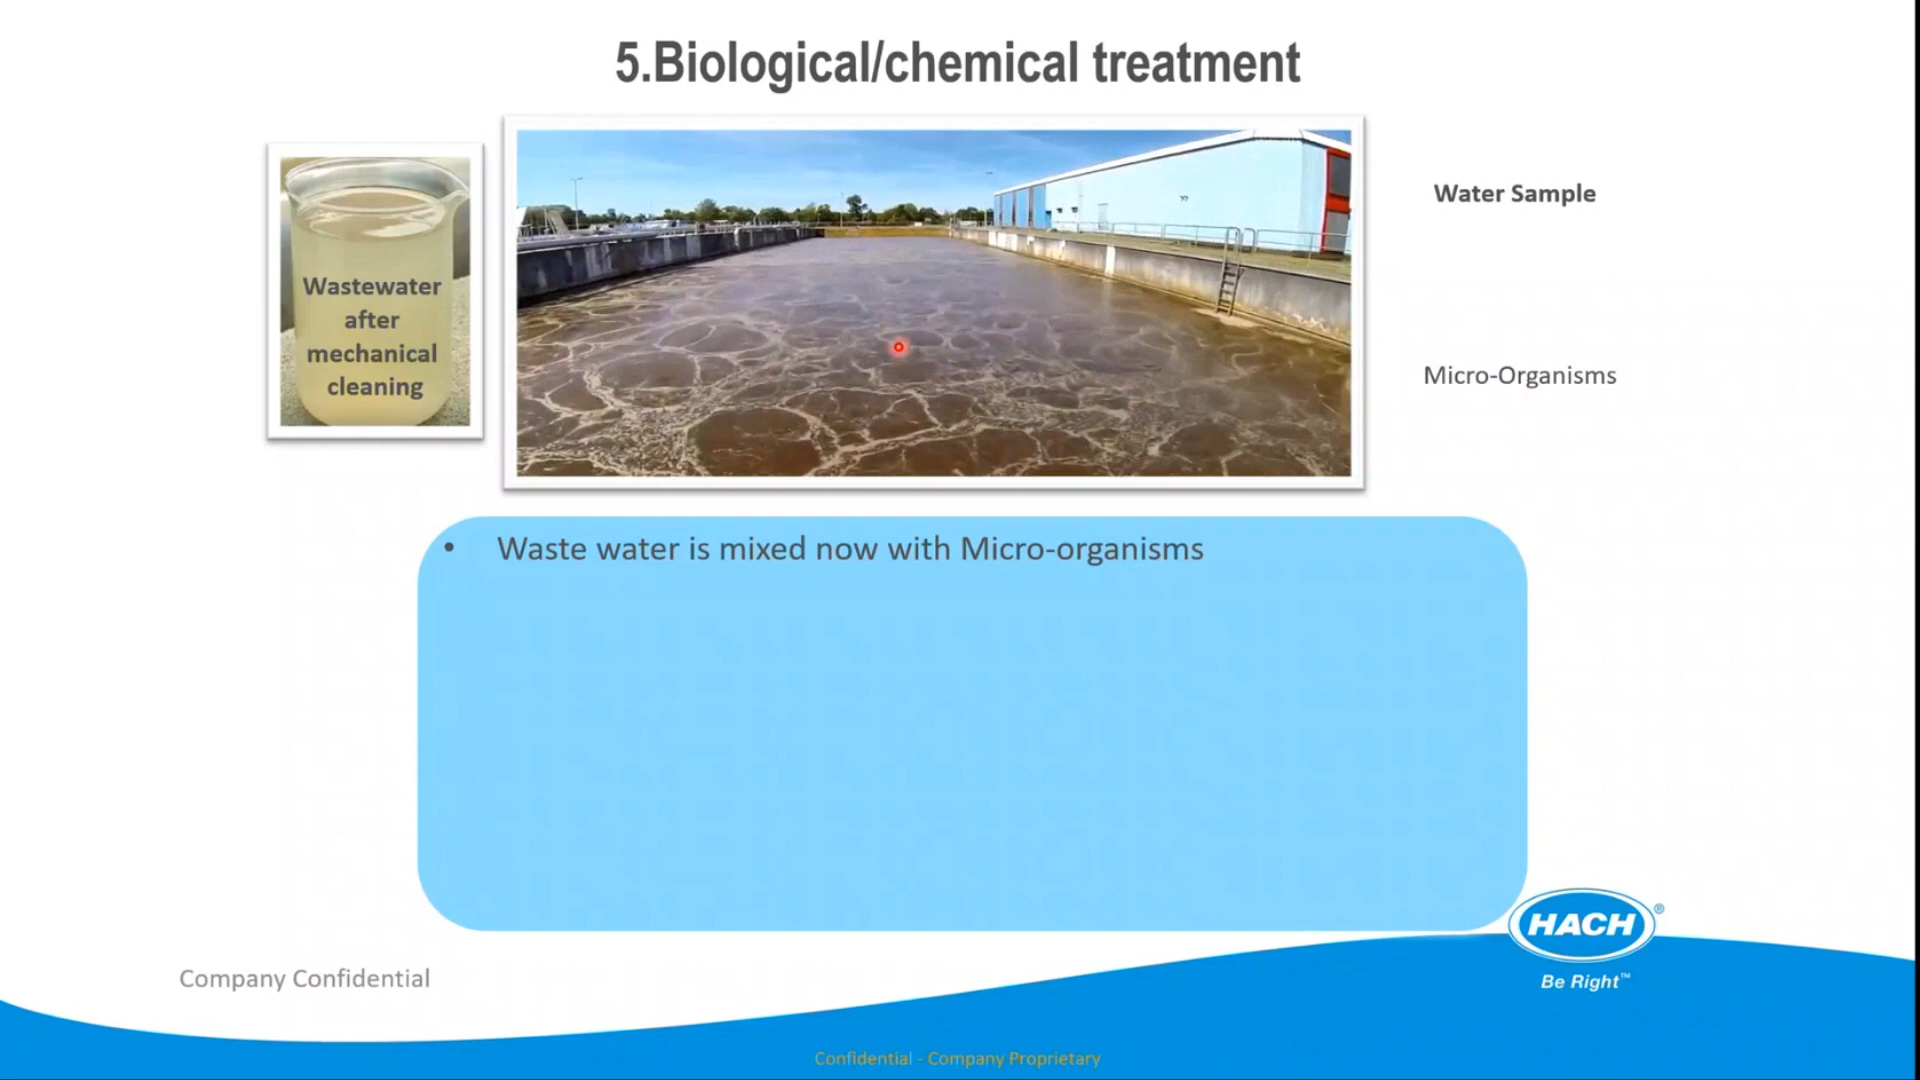 5.Biological/chemical treatment
Wastewater
after
mechanical
cleaning
Water Sample
Micro-Organisms
• Waste water is mixed now with Micro-organisms
HACH®
Be Right™
Company Confidential
Confidential - Company Proprietary